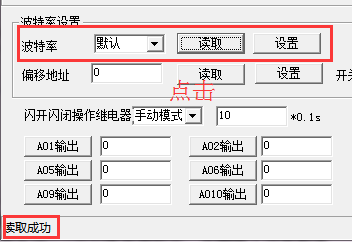 波特率设置
波特率 默认 读取 设置
偏移地址 0 读取 设置 开关
点击
闪开闪闭操作继电器 手动模式 10 *0.1s
A01输出 0 A02输出 0
A05输出 0 A06输出 0
A09输出 0 A010输出 0
读取成功